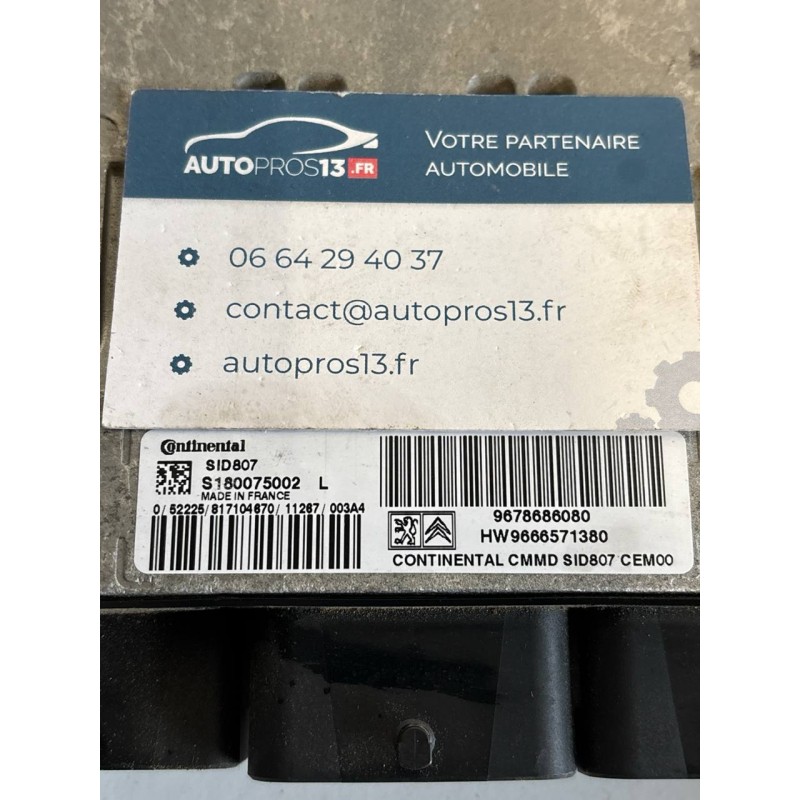 AUTOPROS13.FR
VOTRE PARTENAIRE
AUTOMOBILE
06 64 29 40 37
contact@autopros13.fr
autopros13.fr
Continental
SID807
S180075002 L
MADE IN FRANCE
0/52225/817104670/11267/003A4
9678686080
HW9666571380
CONTINENTAL CMMD SID807 CEM00